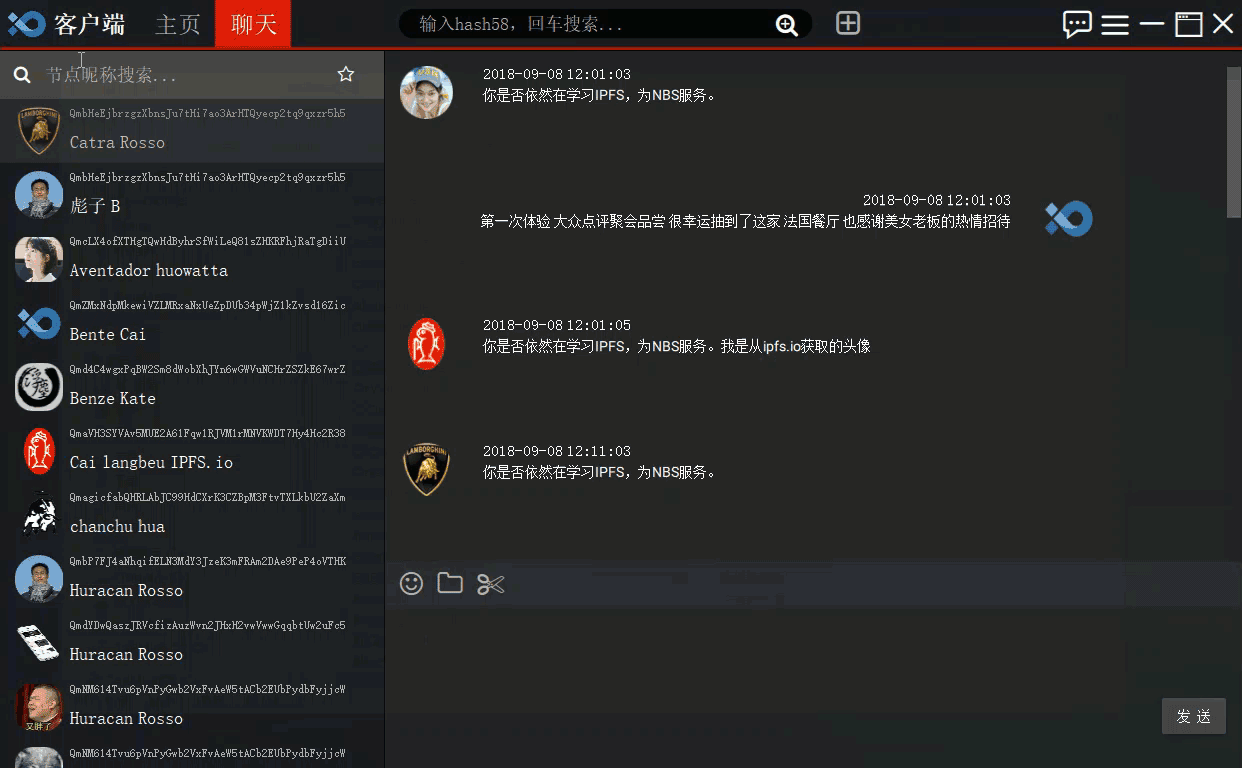 客户端 主页 聊天 输入hash58，回车搜索...
节点昵称搜索...
QmbHeEjbrzgzXbnsJu7tHi7ao3ArHTQyecp2tq9qxzr5h5
Catra Rosso
QmbHeEjbrzgzXbnsJu7tHi7ao3ArHTQyecp2tq9qxzr5h5
彪子 B
QmoLX4ofXTHgTQwHdByhrSfWiLeQ81sZHKRFhjRaTgDiiU
Aventador huowatta
QmZMxNdpMkewiVZLMRxaNxUeZpDUb34pWjZ1kZvsd16Zic
Bente Cai
Qmd4C4wgxPqBW2Sm8dWobXhJYn6wGWVuNCHrZSZkE67wrZ
Benze Kate
QmaVH3SYVAv5MUE2A61Fqw1RJVM1rMNVKWDT7Hy4Hc2R38
Cai langbeu IPFS.io
QmagicfabQHRLAbjJC99HdCXrK3CZBpM3FtvTXLkbU2ZaXm
chanchu hua
QmbP7FJ4aNhqifELN3MdY3JzeK3mFRAm2DAe9PeP4oVTHK
Huracan Rosso
QmdYDwQaszJRVcfizAuzWvn2JHxH2vwVwwGqqbtUw2uFc5
Huracan Rosso
QmNM614Tvu6pVnPyGwb2VxFvAeW5tACb2EUbPydbFyjjcW
Huracan Rosso
又胖了
QmNM614Tvu6pVnPyGwb2VxFvAeW5tACb2EUbPydbFyjjcW
2018-09-08 12:01:03
你是否依然在学习IPFS，为NBS服务。
2018-09-08 12:01:03
第一次体验 大众点评聚会品尝 很幸运抽到了这家 法国餐厅 也感谢美女老板的热情招待
2018-09-08 12:01:05
你是否依然在学习IPFS，为NBS服务。我是从ipfs.io获取的头像
LAMBORGHINI
2018-09-08 12:11:03
你是否依然在学习IPFS，为NBS服务。
发 送